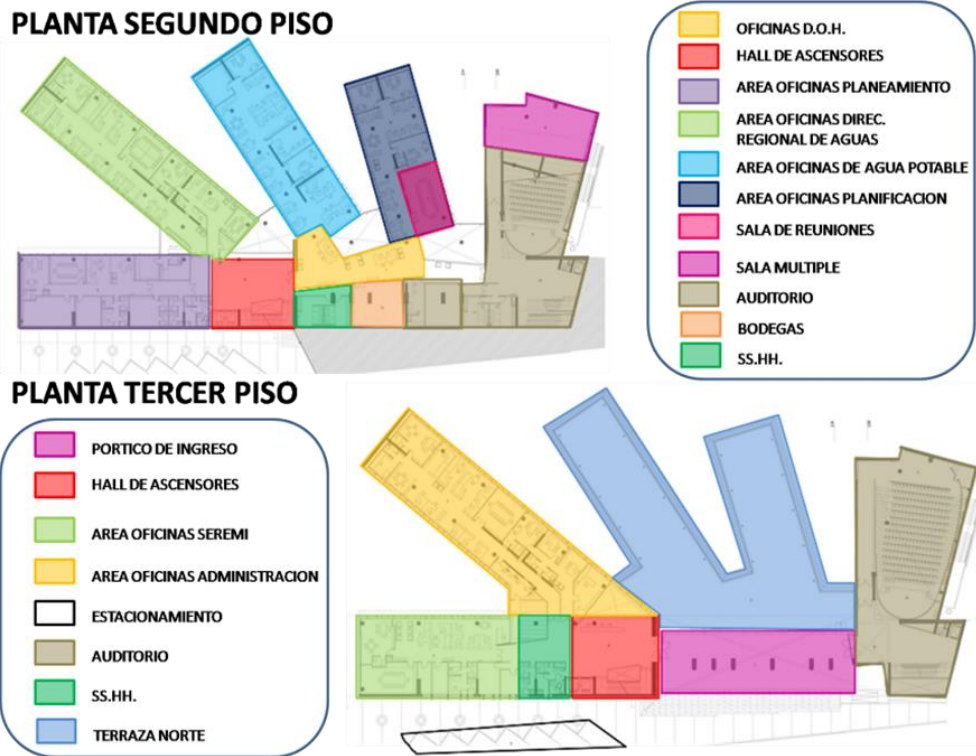 PLANTA SEGUNDO PISO
OFICINAS D.O.H.
HALL DE ASCENSORES
AREA OFICINAS PLANEAMIENTO
AREA OFICINAS DIREC.
REGIONAL DE AGUAS
AREA OFICINAS DE AGUA POTABLE
AREA OFICINAS PLANIFICACION
SALA DE REUNIONES
SALA MULTIPLE
AUDITORIO
BODEGAS
SS.HH.
PLANTA TERCER PISO
PORTICO DE INGRESO
HALL DE ASCENSORES
AREA OFICINAS SEREMI
AREA OFICINAS ADMINISTRACION
ESTACIONAMIENTO
AUDITORIO
SS.HH.
TERRAZA NORTE